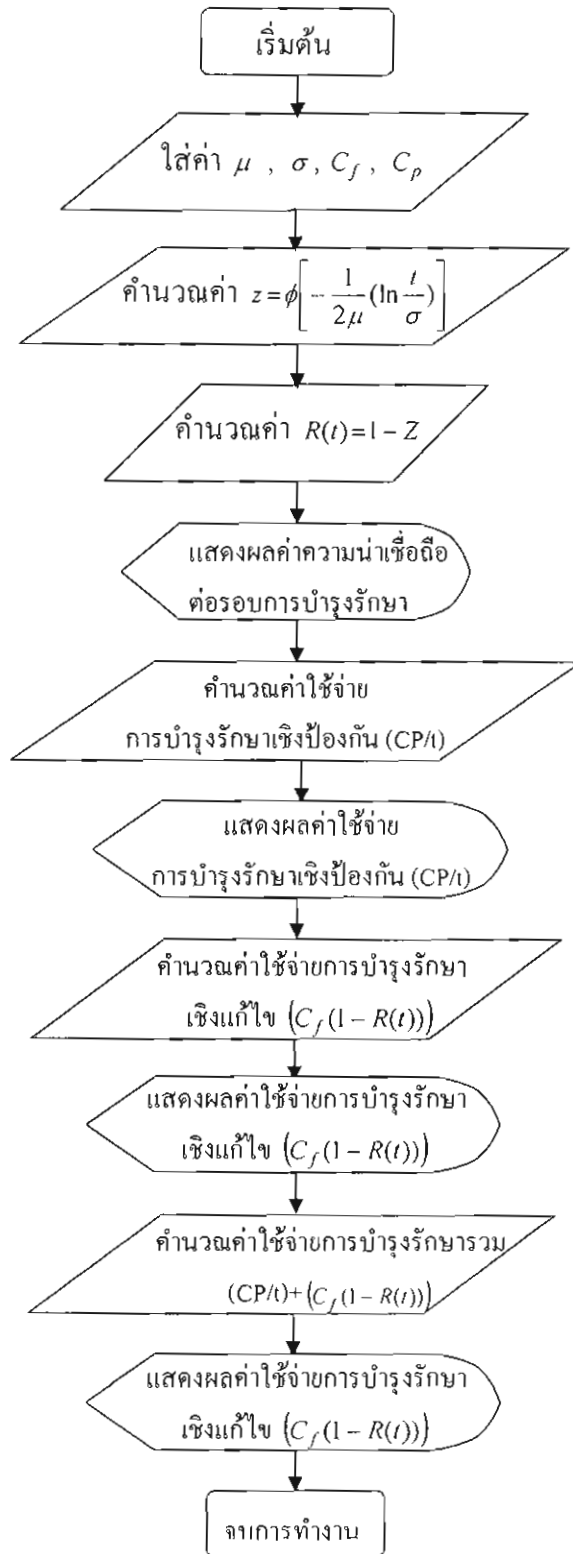 เริ่มต้น
ใส่ค่า μ , σ, C_f , C_p
คำนวณค่า z=ϕ[-1/2μ (ln t/σ)]
คำนวณค่า R(t)=1-Z
แสดงผลค่าความน่าเชื่อถือ
ต่อรอบการบำรุงรักษา
คำนวณค่าใช้จ่าย
การบำรุงรักษาเชิงป้องกัน (CP/t)
แสดงผลค่าใช้จ่าย
การบำรุงรักษาเชิงป้องกัน (CP/t)
คำนวณค่าใช้จ่ายการบำรุงรักษา
เชิงแก้ไข (C_f(1-R(t)))
แสดงผลค่าใช้จ่ายการบำรุงรักษา
เชิงแก้ไข (C_f(1-R(t)))
คำนวณค่าใช้จ่ายการบำรุงรักษารวม
(CP/t)+(C_f(1-R(t)))
แสดงผลค่าใช้จ่ายการบำรุงรักษา
เชิงแก้ไข (C_f(1-R(t)))
จบการทำงาน